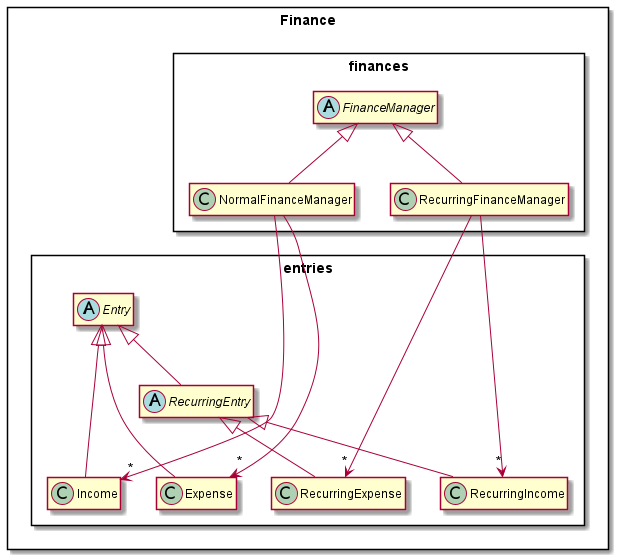 Finance
finances
A FinanceManager
C NormalFinanceManager
C RecurringFinanceManager
entries
A Entry
A RecurringEntry
* * * *
C Income
C Expense
C RecurringExpense
C RecurringIncome